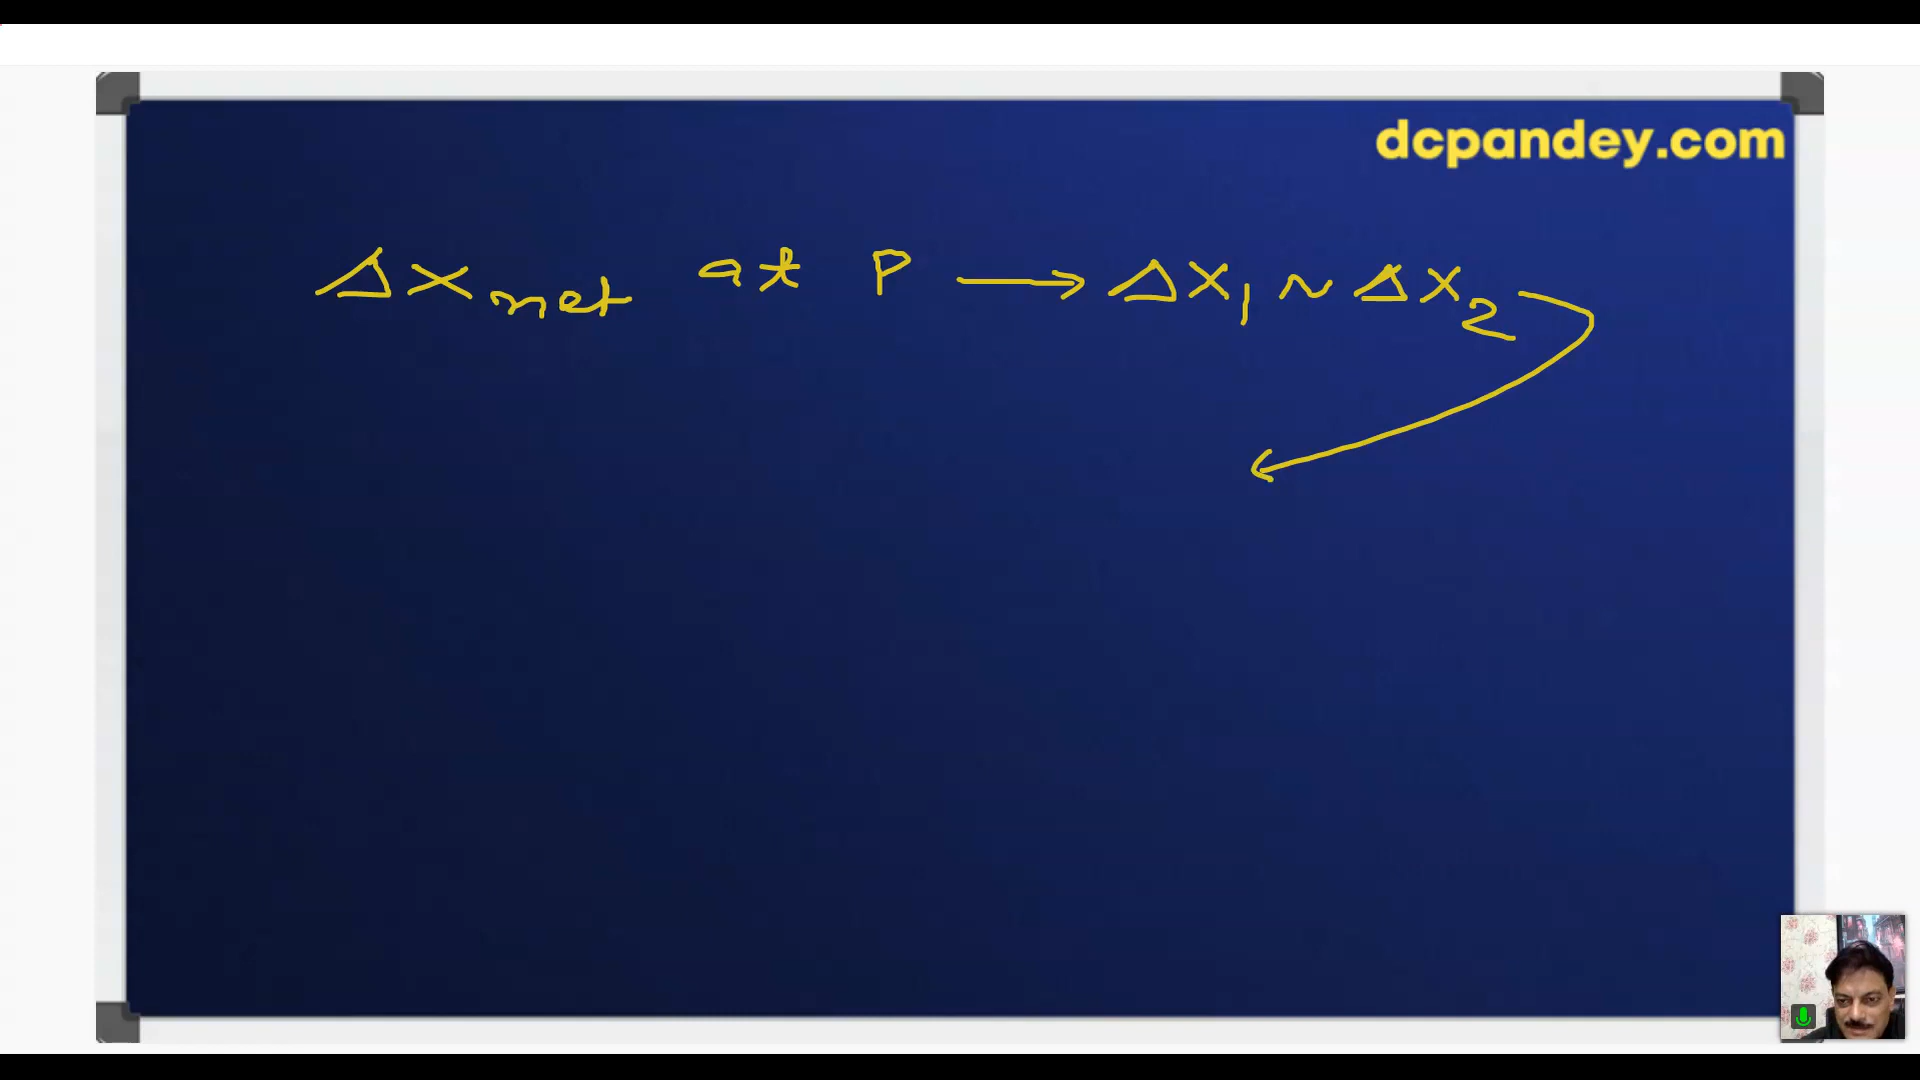 dcpandey.com
Δx_net at P → Δx₁ ~ Δx₂